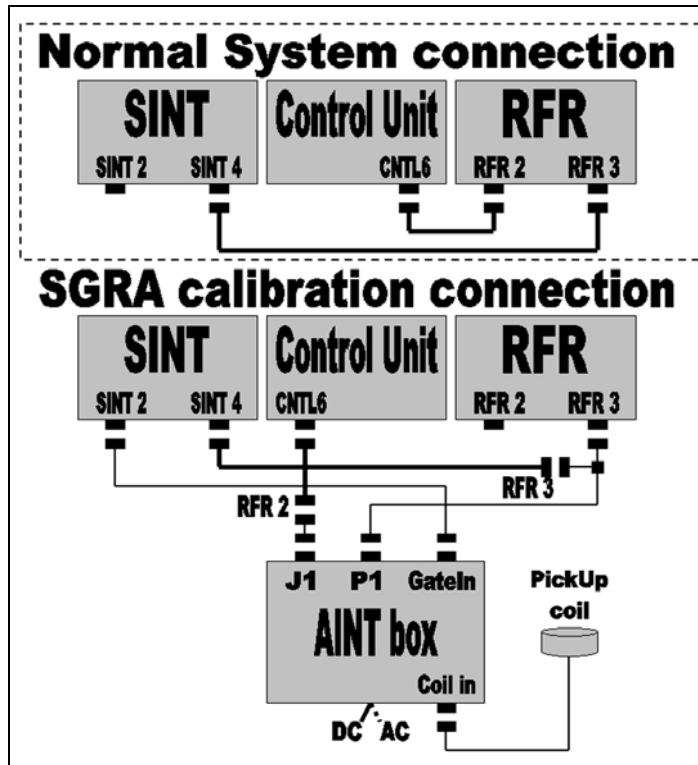 Normal System connection
SINT Control Unit RFR
SINT 2 SINT 4 CNTL6 RFR 2 RFR 3
SGRA calibration connection
SINT Control Unit RFR
SINT 2 SINT 4 CNTL6 RFR 2 RFR 3
RFR 2 RFR 3
J1 P1 GateIn
AINT box
Coil in
PickUp
coil
DC AC